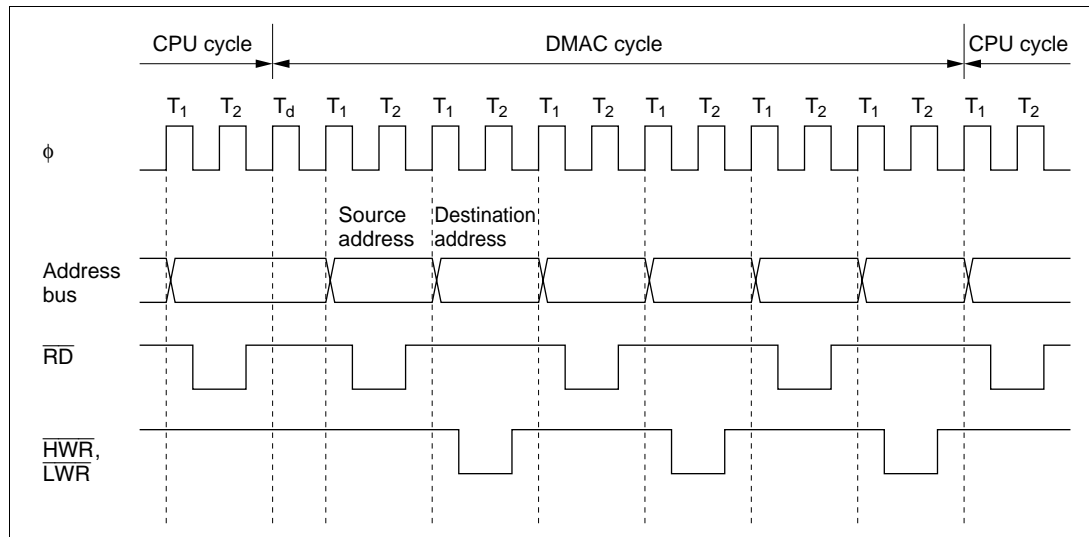 CPU cycle DMAC cycle CPU cycle
T1 T2 Td T1 T2 T1 T2 T1 T2 T1 T2 T1 T2 T1 T2 T1 T2
ϕ
Source address
Destination address
Address bus
RD
HWR,
LWR